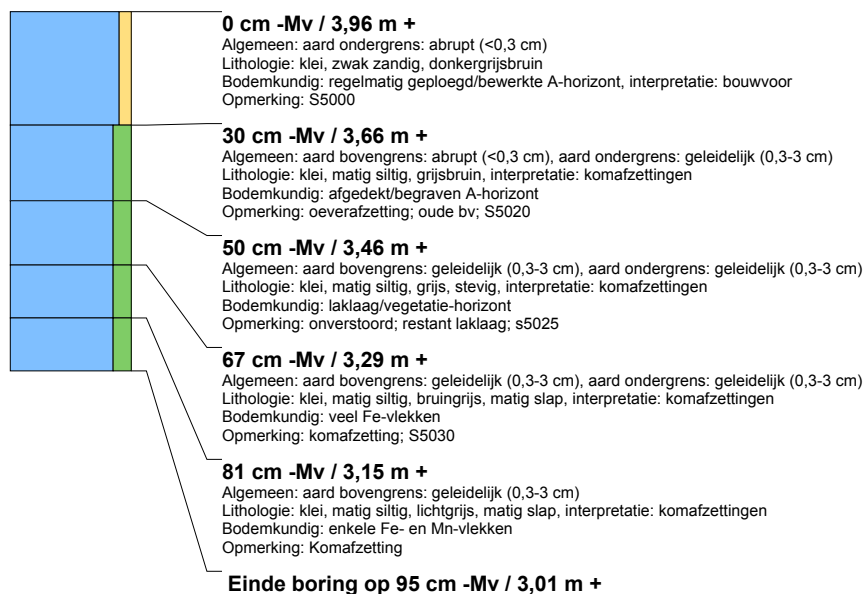 0 cm -Mv / 3,96 m +
Algemeen: aard ondergrens: abrupt (<0,3 cm)
Lithologie: klei, zwak zandig, donkergrijsbruin
Bodemkundig: regelmatig geploegd/bewerkte A-horizont, interpretatie: bouwvoor
Opmerking: S5000
30 cm -Mv / 3,66 m +
Algemeen: aard bovengrens: abrupt (<0,3 cm), aard ondergrens: geleidelijk (0,3-3 cm)
Lithologie: klei, matig siltig, grijsbruin, interpretatie: komafzettingen
Bodemkundig: afgedekt/begraven A-horizont
Opmerking: oeverafzetting; oude bv; S5020
50 cm -Mv / 3,46 m +
Algemeen: aard bovengrens: geleidelijk (0,3-3 cm), aard ondergrens: geleidelijk (0,3-3 cm)
Lithologie: klei, matig siltig, grijs, stevig, interpretatie: komafzettingen
Bodemkundig: laklaag/vegetatie-horizont
Opmerking: onverstoord; restant laklaag; s5025
67 cm -Mv / 3,29 m +
Algemeen: aard bovengrens: geleidelijk (0,3-3 cm), aard ondergrens: geleidelijk (0,3-3 cm)
Lithologie: klei, matig siltig, bruingrijs, matig slap, interpretatie: komafzettingen
Bodemkundig: veel Fe-vlekken
Opmerking: komafzetting; S5030
81 cm -Mv / 3,15 m +
Algemeen: aard bovengrens: geleidelijk (0,3-3 cm)
Lithologie: klei, matig siltig, lichtgrijs, matig slap, interpretatie: komafzettingen
Bodemkundig: enkele Fe- en Mn-vlekken
Opmerking: Komafzetting
Einde boring op 95 cm -Mv / 3,01 m +